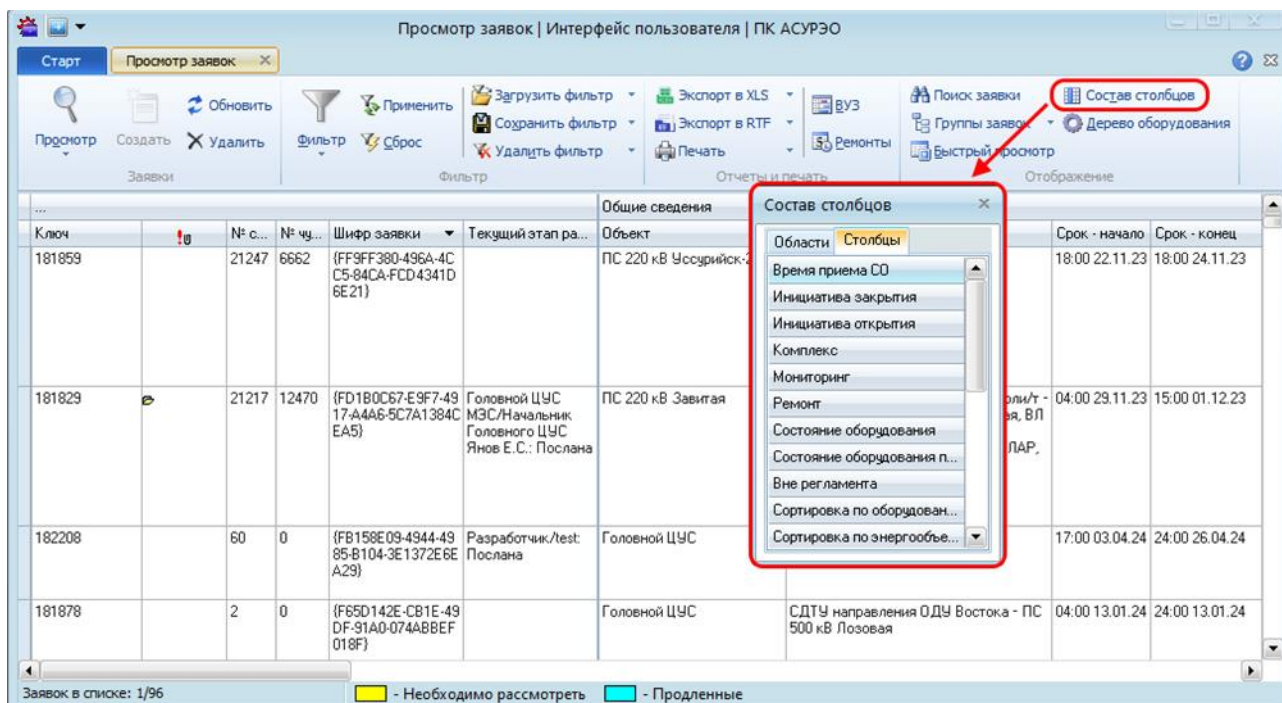 Просмотр заявок | Интерфейс пользователя | ПК АСУРЭО
Старт Просмотр заявок
Просмотр Создать Обновить Удалить
Заявки
Фильтр Применить Сброс Загрузить фильтр Сохранить фильтр Удалить фильтр
Фильтр
Экспорт в XLS Экспорт в RTF Печать ВУЗ Ремонты
Отчеты и печать
Поиск заявки Группы заявок Быстрый просмотр Состав столбцов Дерево оборудования
Отображение
... Общие сведения
Ключ № с... № чу... Шифр заявки Текущий этап ра... Объект Срок - начало Срок - конец
181859 21247 6662 {FF9FF380-496A-4C ПС 220 кВ Уссурийск-2 18:00 22.11.23 18:00 24.11.23
C5-84CA-FCD4341D
6E21}
181829 21217 12470 {FD1B0C67-E9F7-49 Головной ЦУС ПС 220 кВ Завитая 04:00 29.11.23 15:00 01.12.23
17-A4A6-5C7A1384C МЭС/Начальник ВЛ
EA5} Головного ЦУС
Янов Е.С.: Послана ЛАР,
182208 60 0 {FB158E09-4944-49 Разработчик/test: Головной ЦУС 17:00 03.04.24 24:00 26.04.24
85-B104-3E1372E6E Послана
A29}
181878 2 0 {F65D142E-CB1E-49 Головной ЦУС СДТУ направления ОДУ Востока - ПС 04:00 13.01.24 24:00 13.01.24
DF-91A0-074ABBEF 500 кВ Лозовая
018F}
Состав столбцов
Области Столбцы
Время приема СО
Инициатива закрытия
Инициатива открытия
Комплекс
Мониторинг
Ремонт
Состояние оборудования
Состояние оборудования п...
Вне регламента
Сортировка по оборудован...
Сортировка по энергообъе...
Заявок в списке: 1/96 - Необходимо рассмотреть - Продленные